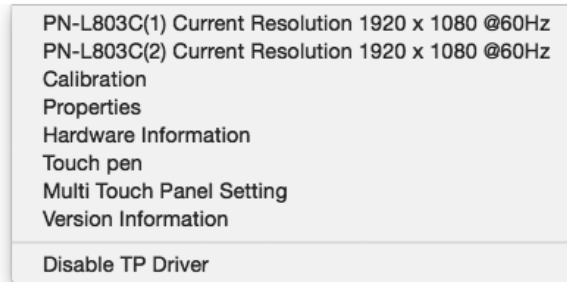 PN-L803C(1) Current Resolution 1920 x 1080 @60Hz
PN-L803C(2) Current Resolution 1920 x 1080 @60Hz
Calibration
Properties
Hardware Information
Touch pen
Multi Touch Panel Setting
Version Information
Disable TP Driver